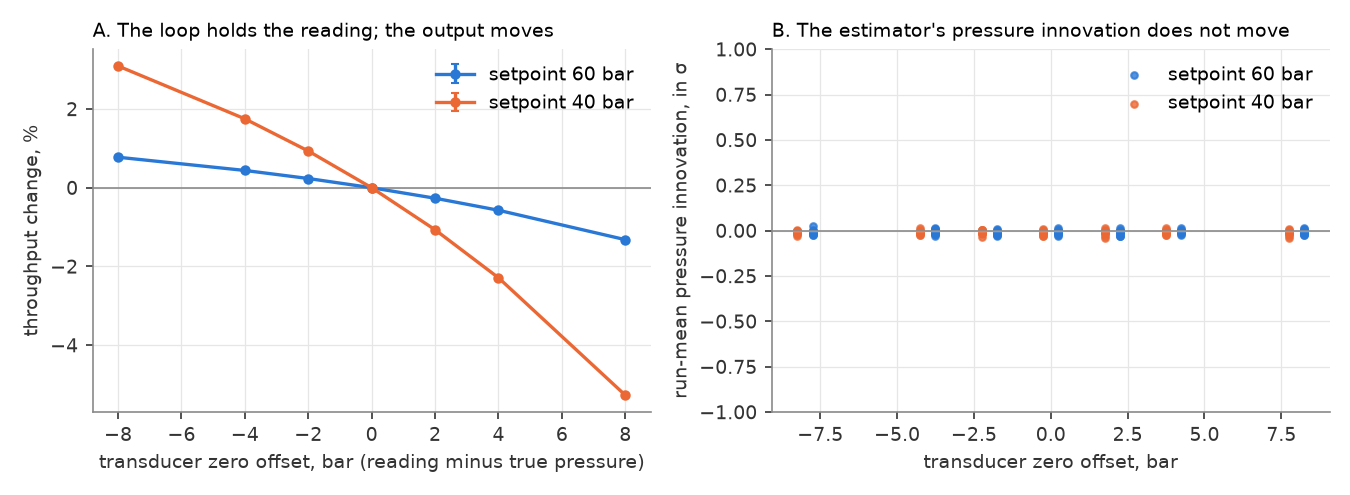 A. The loop holds the reading; the output moves
setpoint 60 bar
setpoint 40 bar
throughput change, %
2
0
−2
−4
−8
−6
−4
−2
0
2
4
6
8
transducer zero offset, bar (reading minus true pressure)
B. The estimator's pressure innovation does not move
setpoint 60 bar
setpoint 40 bar
run-mean pressure innovation, in σ
1.00
0.75
0.50
0.25
0.00
−0.25
−0.50
−0.75
−1.00
−7.5
−5.0
−2.5
0.0
2.5
5.0
7.5
transducer zero offset, bar